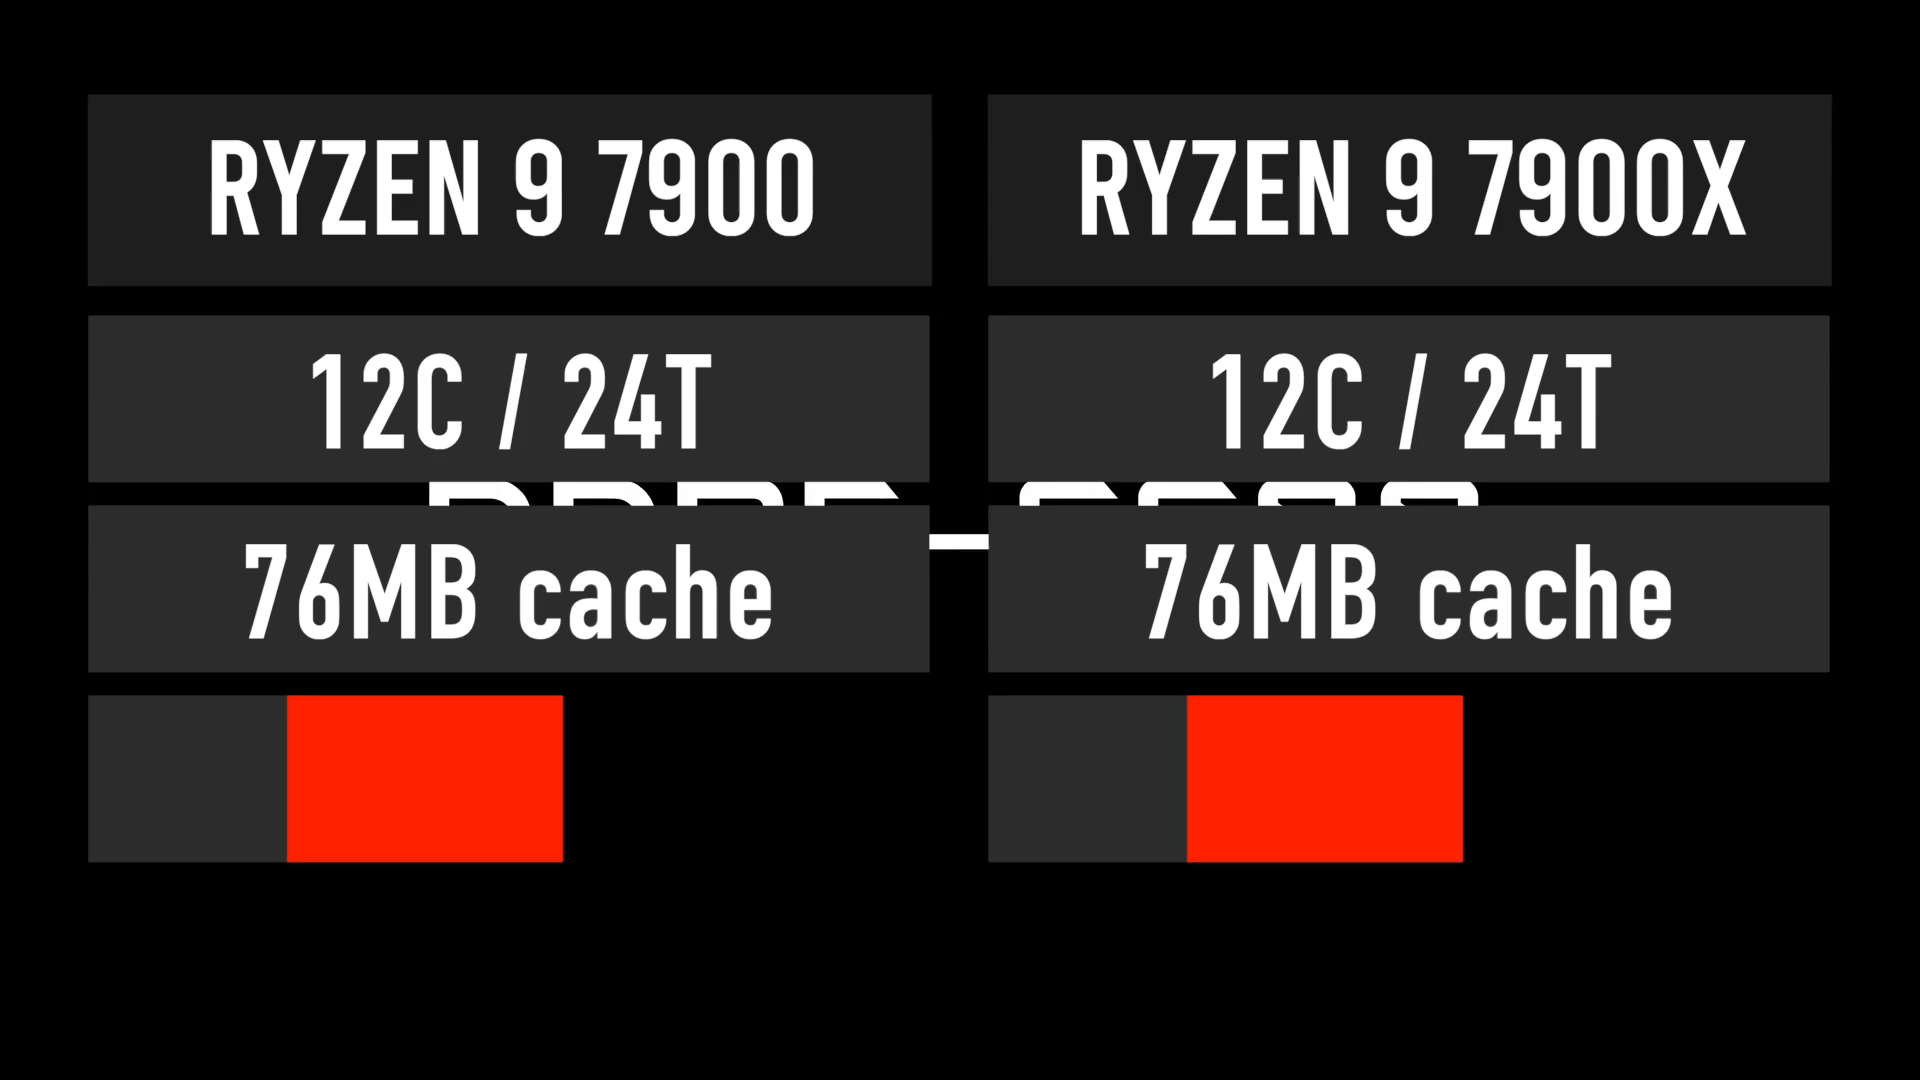 RYZEN 9 7900
RYZEN 9 7900X
12C / 24T
12C / 24T
76MB cache
76MB cache